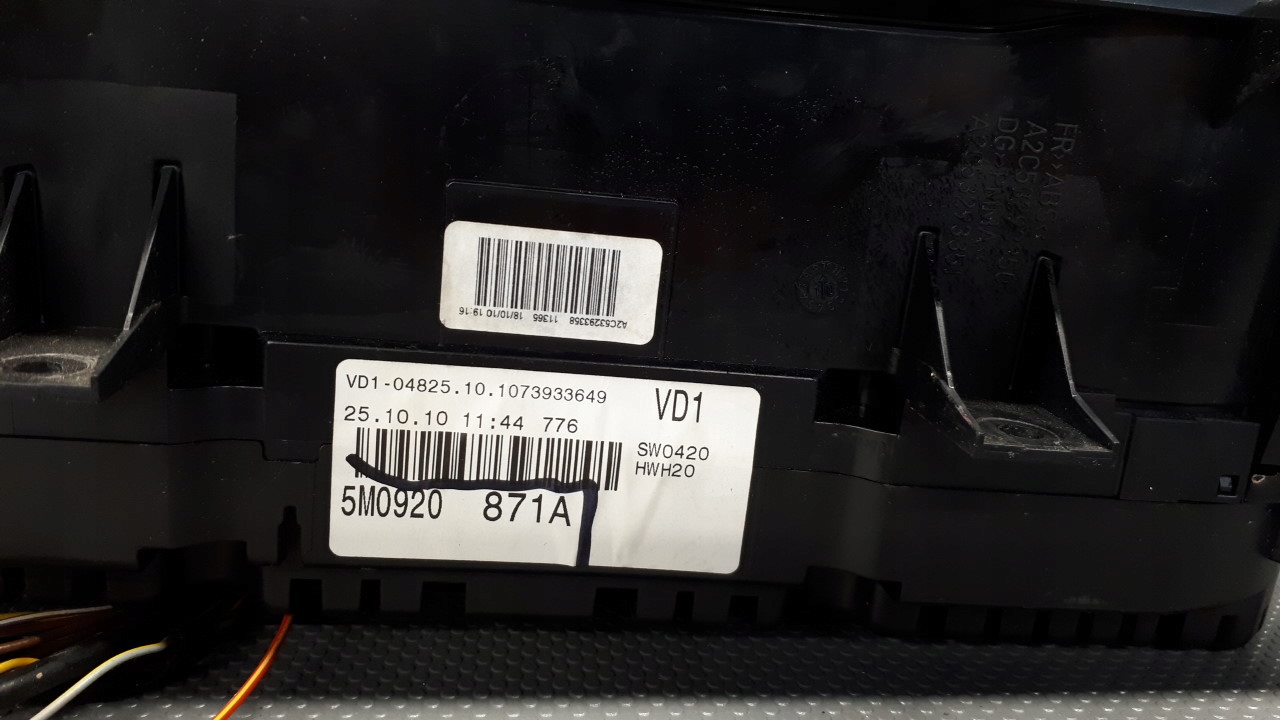 A2C53293358 11365 18/10/10 19:16
VD1-04825.10.1073933649
VD1
25.10.10 11:44 776
SW0420
HWH20
5M0920 871A